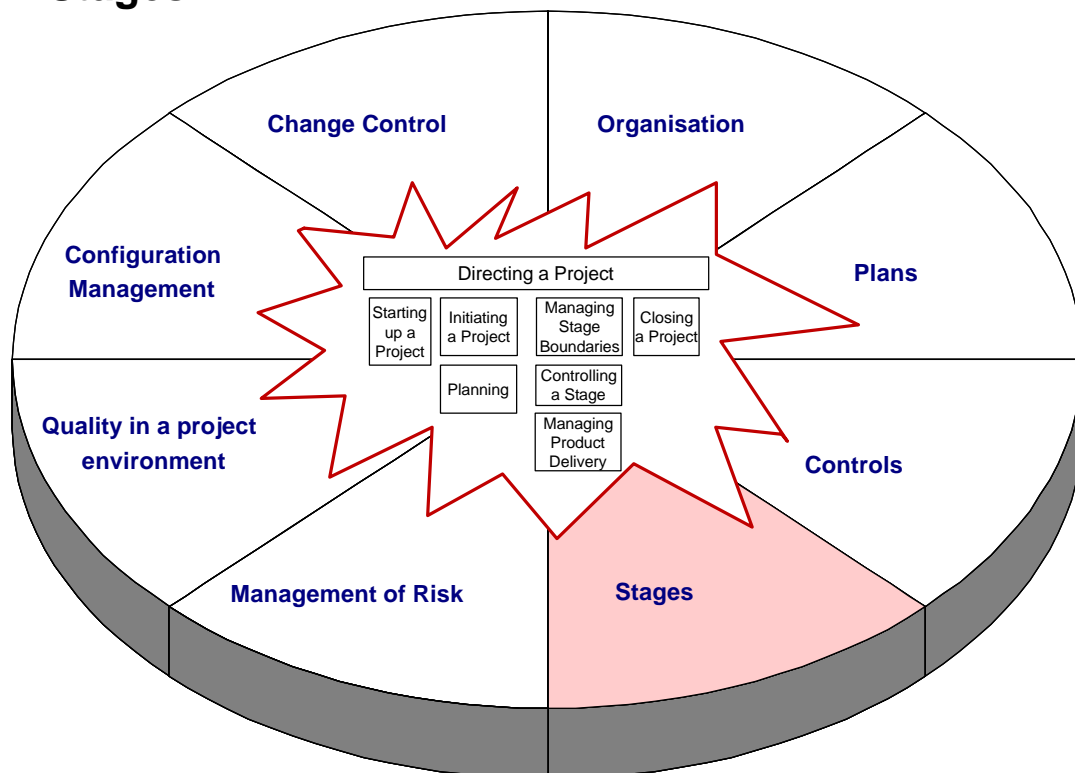 Stages
Change Control
Organisation
Configuration
Management
Plans
Directing a Project
Starting
up a
Project
Initiating
a Project
Managing
Stage
Boundaries
Closing
a Project
Planning
Controlling
a Stage
Managing
Product
Delivery
Quality in a project
environment
Controls
Management of Risk
Stages